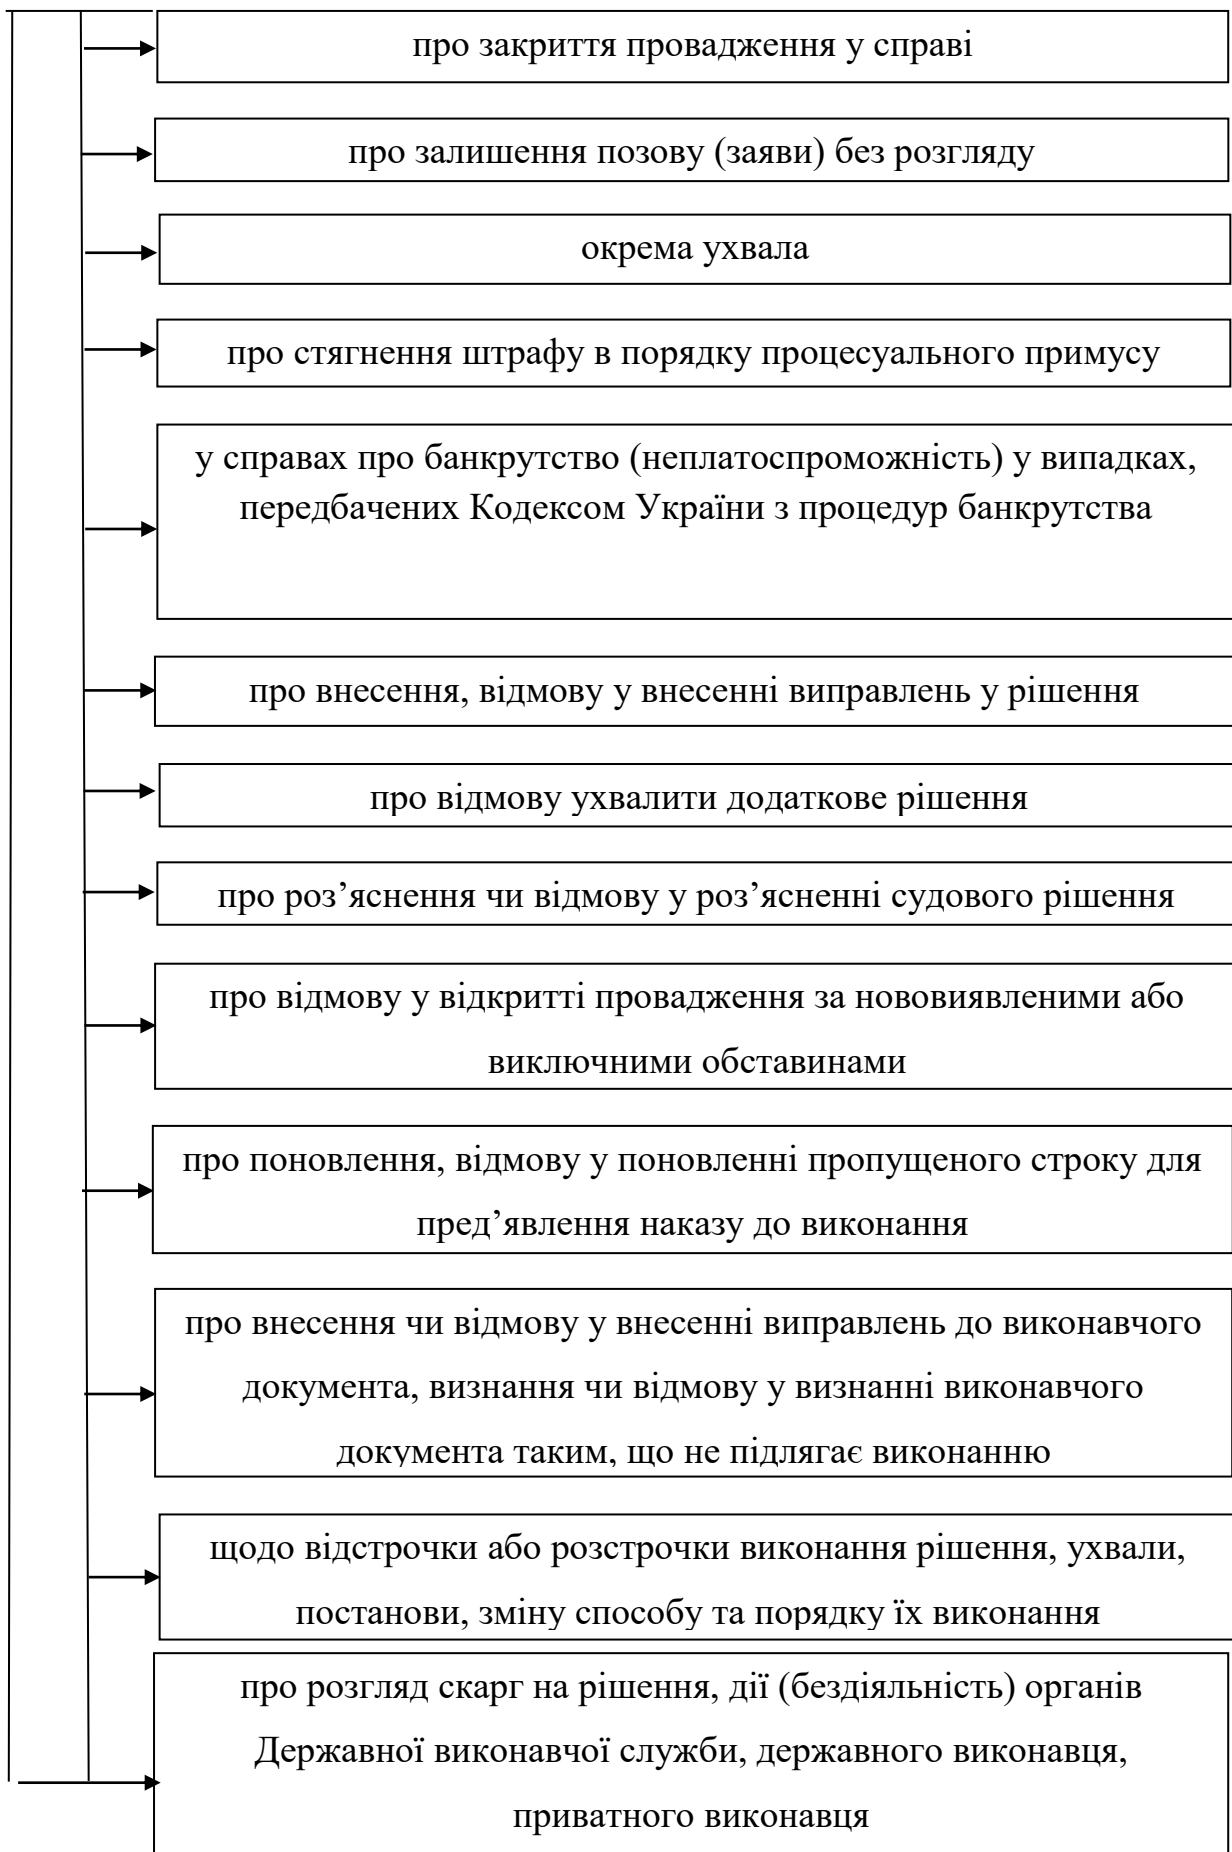 про закриття провадження у справі
про залишення позову (заяви) без розгляду
окрема ухвала
про стягнення штрафу в порядку процесуального примусу
у справах про банкрутство (неплатоспроможність) у випадках,
передбачених Кодексом України з процедур банкрутства
про внесення, відмову у внесенні виправлень у рішення
про відмову ухвалити додаткове рішення
про роз’яснення чи відмову у роз’ясненні судового рішення
про відмову у відкритті провадження за нововиявленими або
виключними обставинами
про поновлення, відмову у поновленні пропущеного строку для
пред’явлення наказу до виконання
про внесення чи відмову у внесенні виправлень до виконавчого
документа, визнання чи відмову у визнанні виконавчого
документа таким, що не підлягає виконанню
щодо відстрочки або розстрочки виконання рішення, ухвали,
постанови, зміну способу та порядку їх виконання
про розгляд скарг на рішення, дії (бездіяльність) органів
Державної виконавчої служби, державного виконавця,
приватного виконавця